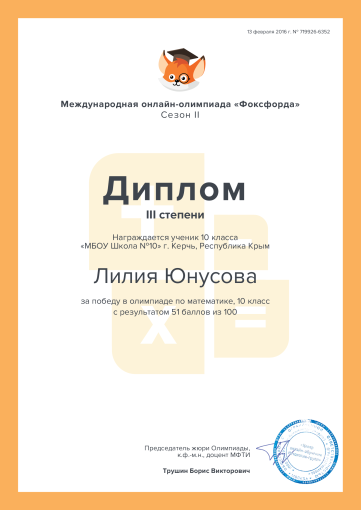 13 февраля 2016 г. № 719926-8352
Международная онлайн-олимпиада «Фоксфорда»
Сезон II
Диплом
III степени
Награждается ученик 10 класса
«МБОУ Школа №10» г. Керчь, Республика Крым
Лилия Юнусова
за победу в олимпиаде по математике, 10 класс
с результатом 51 баллов из 100
Председатель жюри Олимпиады,
к.ф.-м.н., доцент МФТИ
Трушин Борис Викторович